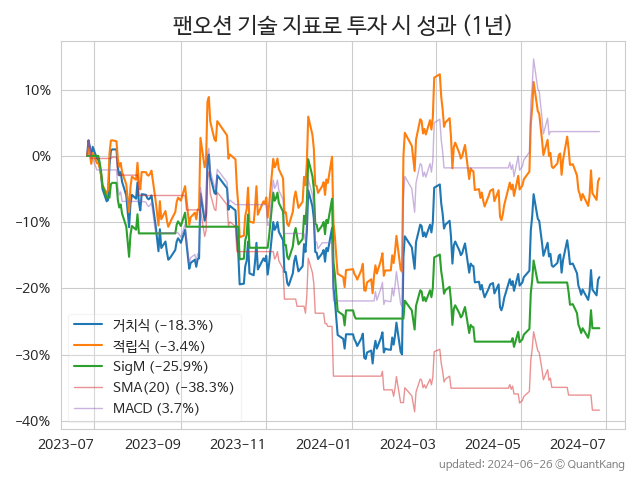 팬오션 기술 지표로 투자 시 성과 (1년)
10%
0%
−10%
−20%
−30%
−40%
거치식 (−18.3%)
적립식 (−3.4%)
SigM (−25.9%)
SMA(20) (−38.3%)
MACD (3.7%)
2023-07 2023-09 2023-11 2024-01 2024-03 2024-05 2024-07
updated: 2024-06-26 ⓒ QuantKang